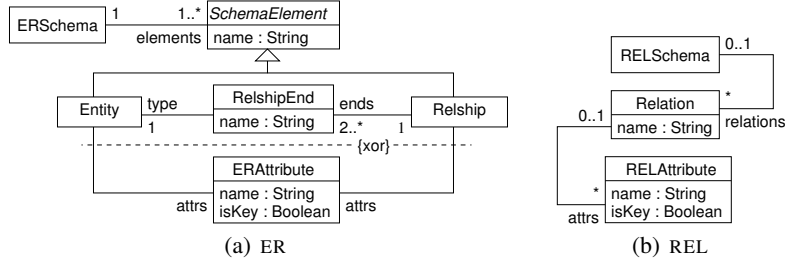 ERSchema
1
1..*
elements
SchemaElement
name : String
Entity
type
1
RelshipEnd
name : String
ends
2..*
1
Relship
{xor}
ERAttribute
name : String
isKey : Boolean
attrs
attrs
(a) ER
RELSchema
0..1
*
relations
Relation
name : String
0..1
*
attrs
RELAttribute
name : String
isKey : Boolean
(b) REL